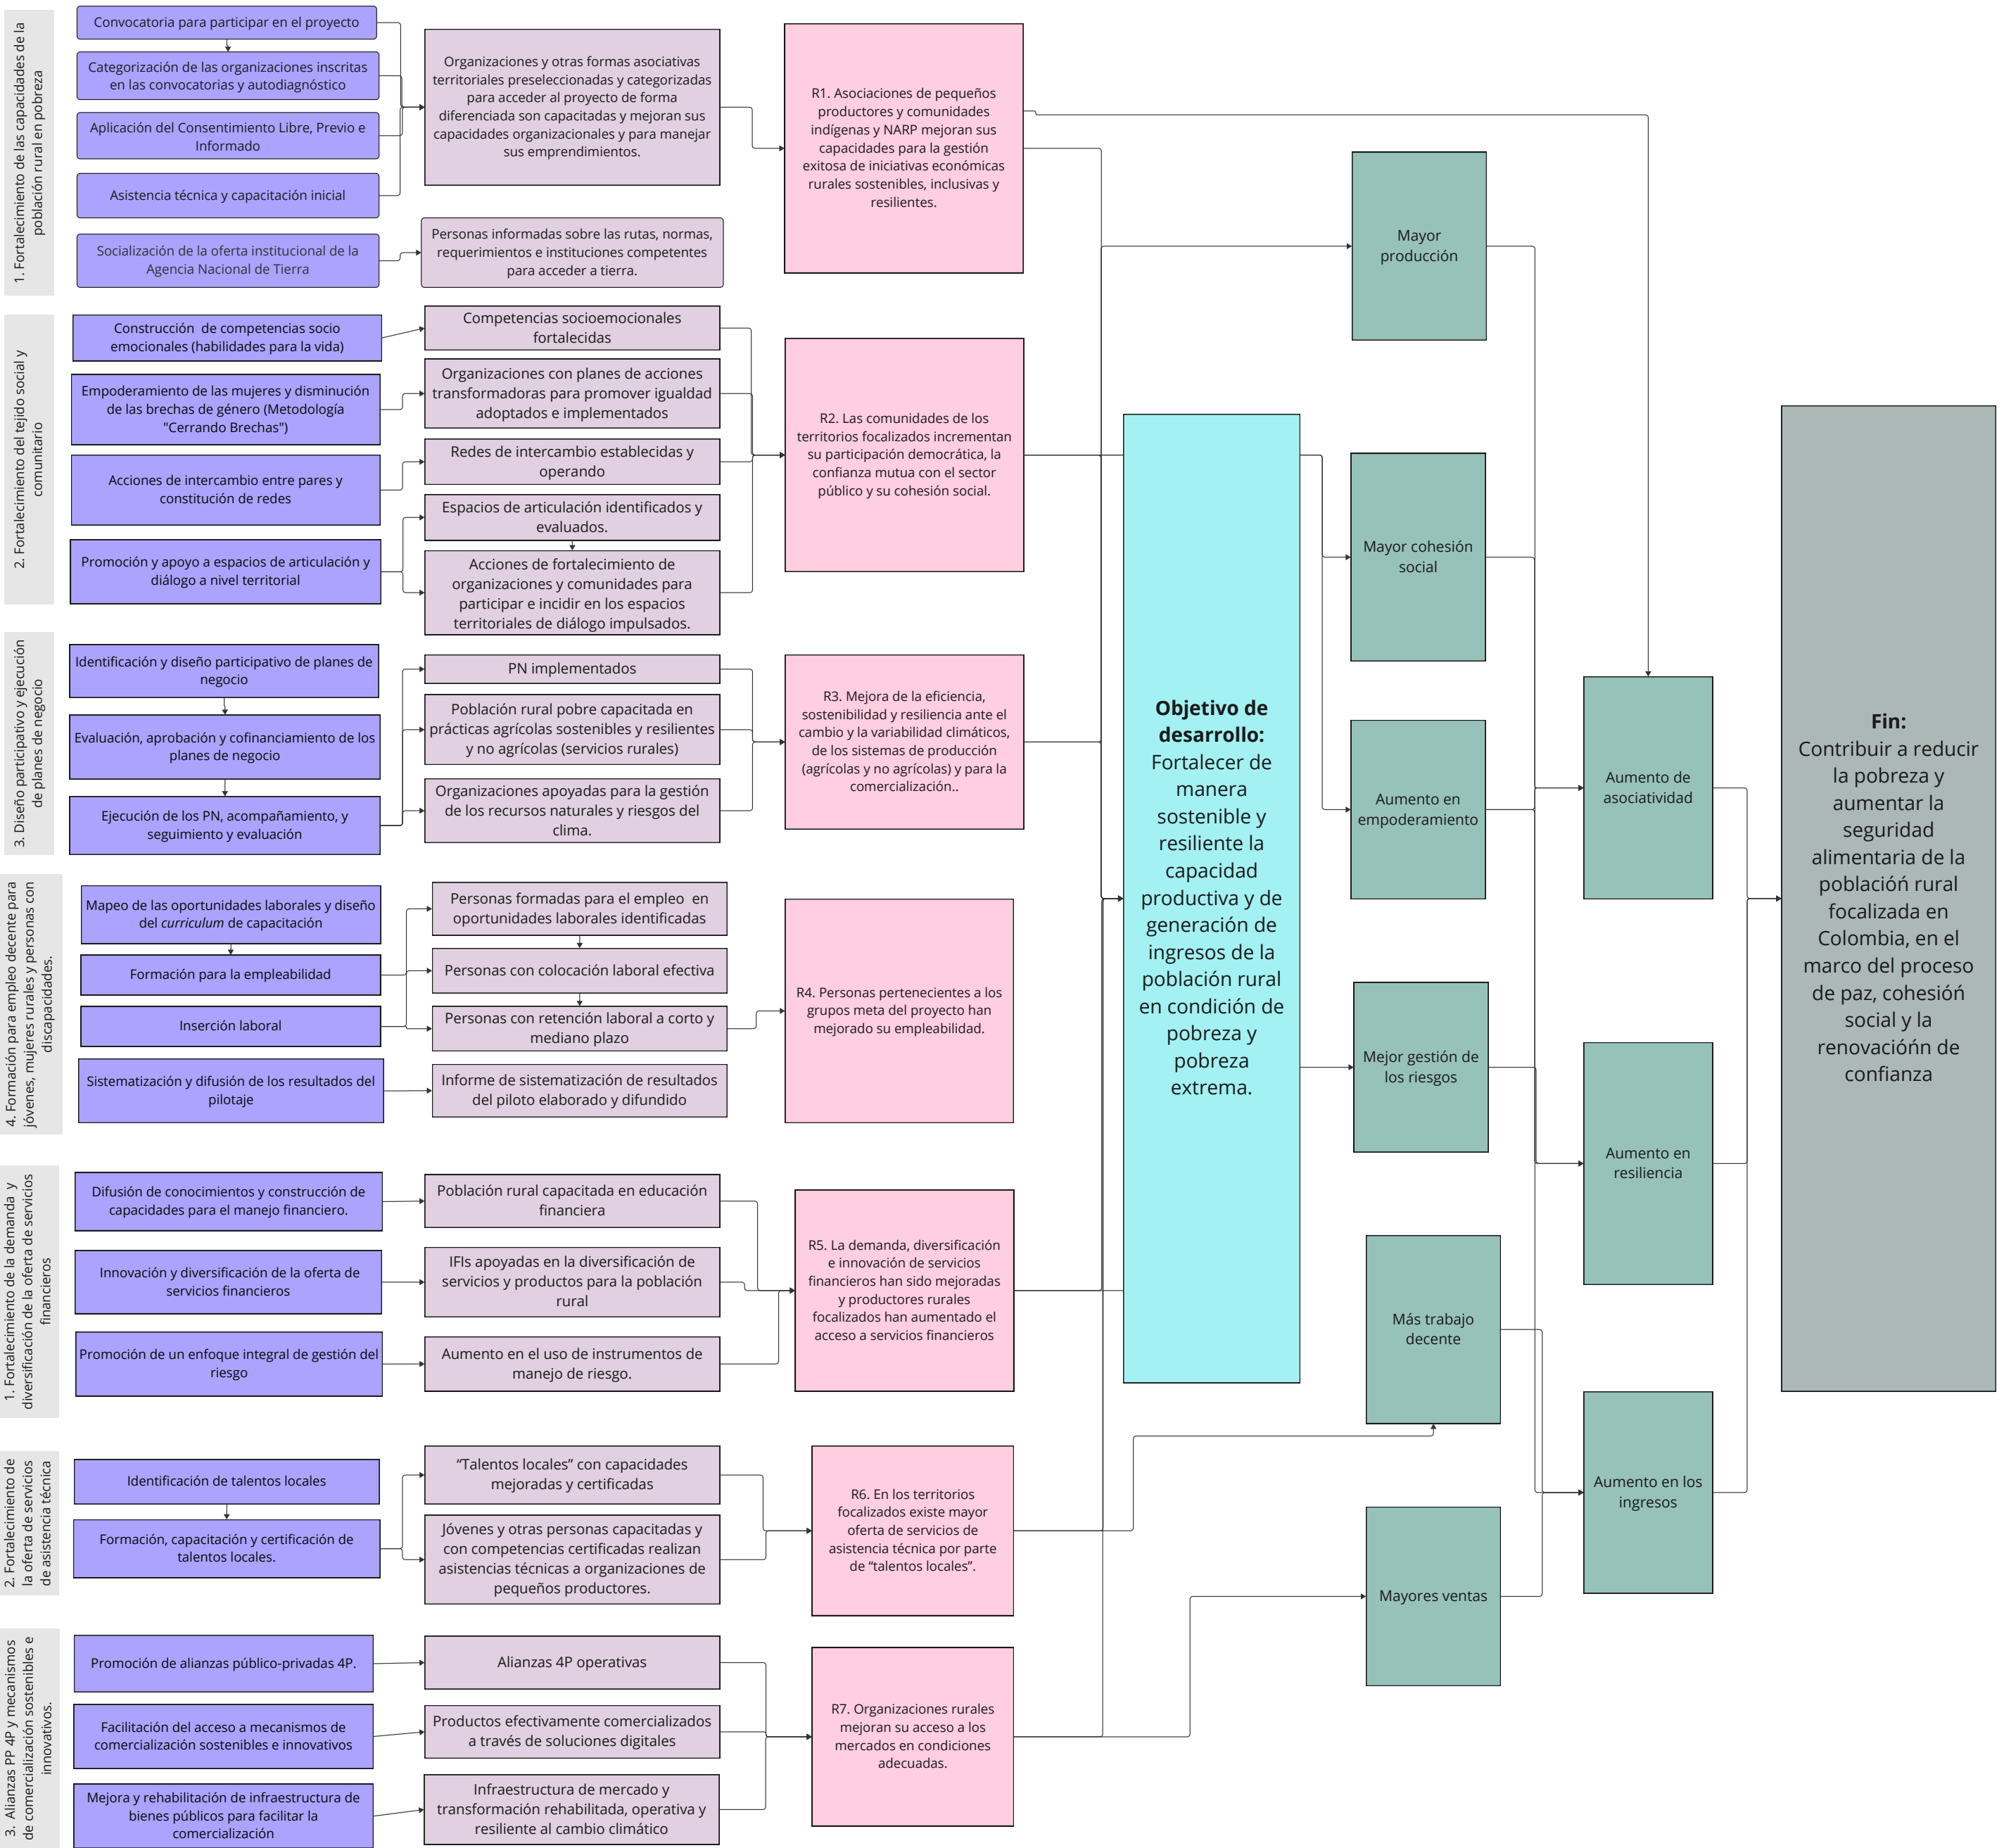 1. Fortalecimiento de las capacidades de la
población rural en pobreza
Convocatoria para participar en el proyecto
Categorización de las organizaciones inscritas
en las convocatorias y autodiagnóstico
Aplicación del Consentimiento Libre, Previo e
Informado
Asistencia técnica y capacitación inicial
Socialización de la oferta institucional de la
Agencia Nacional de Tierra
Organizaciones y otras formas asociativas
territoriales preseleccionadas y categorizadas
para acceder al proyecto de forma
diferenciada son capacitadas y mejoran sus
capacidades organizacionales y para manejar
sus emprendimientos.
Personas informadas sobre las rutas, normas,
requerimientos e instituciones competentes
para acceder a tierra.
R1. Asociaciones de pequeños
productores y comunidades
indígenas y NARP mejoran sus
capacidades para la gestión
exitosa de iniciativas económicas
rurales sostenibles, inclusivas y
resilientes.
2. Fortalecimiento del tejido social y
comunitario
Construcción  de competencias socio
emocionales (habilidades para la vida)
Empoderamiento de las mujeres y disminución
de las brechas de género (Metodología
"Cerrando Brechas")
Acciones de intercambio entre pares y
constitución de redes
Promoción y apoyo a espacios de articulación y
diálogo a nivel territorial
Competencias socioemocionales
fortalecidas
Organizaciones con planes de acciones
transformadoras para promover igualdad
adoptados e implementados
Redes de intercambio establecidas y
operando
Espacios de articulación identificados y
evaluados.
Acciones de fortalecimiento de
organizaciones y comunidades para
participar e incidir en los espacios
territoriales de diálogo impulsados.
R2. Las comunidades de los
territorios focalizados incrementan
su participación democrática, la
confianza mutua con el sector
público y su cohesión social.
3. Diseño participativo y ejecución
de planes de negocio
Identificación y diseño participativo de planes de
negocio
Evaluación, aprobación y cofinanciamiento de los
planes de negocio
Ejecución de los PN, acompañamiento, y
seguimiento y evaluación
PN implementados
Población rural pobre capacitada en
prácticas agrícolas sostenibles y resilientes
y no agrícolas (servicios rurales)
Organizaciones apoyadas para la gestión
de los recursos naturales y riesgos del
clima.
R3. Mejora de la eficiencia,
sostenibilidad y resiliencia ante el
cambio y la variabilidad climáticos,
de los sistemas de producción
(agrícolas y no agrícolas) y para la
comercialización..
4. Formación para empleo decente para
jóvenes, mujeres rurales y personas con
discapacidades.
Mapeo de las oportunidades laborales y diseño
del curriculum de capacitación
Formación para la empleabilidad
Inserción laboral
Sistematización y difusión de los resultados del
pilotaje
Personas formadas para el empleo  en
oportunidades laborales identificadas
Personas con colocación laboral efectiva
Personas con retención laboral a corto y
mediano plazo
Informe de sistematización de resultados
del piloto elaborado y difundido
R4. Personas pertenecientes a los
grupos meta del proyecto han
mejorado su empleabilidad.
1. Fortalecimiento de la demanda  y
diversificación de la oferta de servicios
financieros
Difusión de conocimientos y construcción de
capacidades para el manejo financiero.
Innovación y diversificación de la oferta de
servicios financieros
Promoción de un enfoque integral de gestión del
riesgo
Población rural capacitada en educación
financiera
IFIs apoyadas en la diversificación de
servicios y productos para la población
rural
Aumento en el uso de instrumentos de
manejo de riesgo.
R5. La demanda, diversificación
e innovación de servicios
financieros han sido mejoradas
y productores rurales
focalizados han aumentado el
acceso a servicios financieros
2. Fortalecimiento de
la oferta de servicios
de asistencia técnica
Identificación de talentos locales
Formación, capacitación y certificación de
talentos locales.
“Talentos locales” con capacidades
mejoradas y certificadas
Jóvenes y otras personas capacitadas y
con competencias certificadas realizan
asistencias técnicas a organizaciones de
pequeños productores.
R6. En los territorios
focalizados existe mayor
oferta de servicios de
asistencia técnica por parte
de “talentos locales”.
3. Alianzas PP 4P y mecanismos
de comercialización sostenibles e
innovativos.
Promoción de alianzas público-privadas 4P.
Facilitación del acceso a mecanismos de
comercialización sostenibles e innovativos
Mejora y rehabilitación de infraestructura de
bienes públicos para facilitar la
comercialización
Alianzas 4P operativas
Productos efectivamente comercializados
a través de soluciones digitales
Infraestructura de mercado y
transformación rehabilitada, operativa y
resiliente al cambio climático
R7. Organizaciones rurales
mejoran su acceso a los
mercados en condiciones
adecuadas.
Objetivo de
desarrollo:
Fortalecer de
manera
sostenible y
resiliente la
capacidad
productiva y de
generación de
ingresos de la
población rural
en condición de
pobreza y
pobreza
extrema.
Mayor
producción
Mayor cohesión
social
Aumento en
empoderamiento
Mejor gestión de
los riesgos
Más trabajo
decente
Mayores ventas
Aumento de
asociatividad
Aumento en
resiliencia
Aumento en los
ingresos
Fin:
Contribuir a reducir
la pobreza y
aumentar la
seguridad
alimentaria de la
poblacióń rural
focalizada en
Colombia, en el
marco del proceso
de paz, cohesióń
social y la
renovacióńn de
confianza